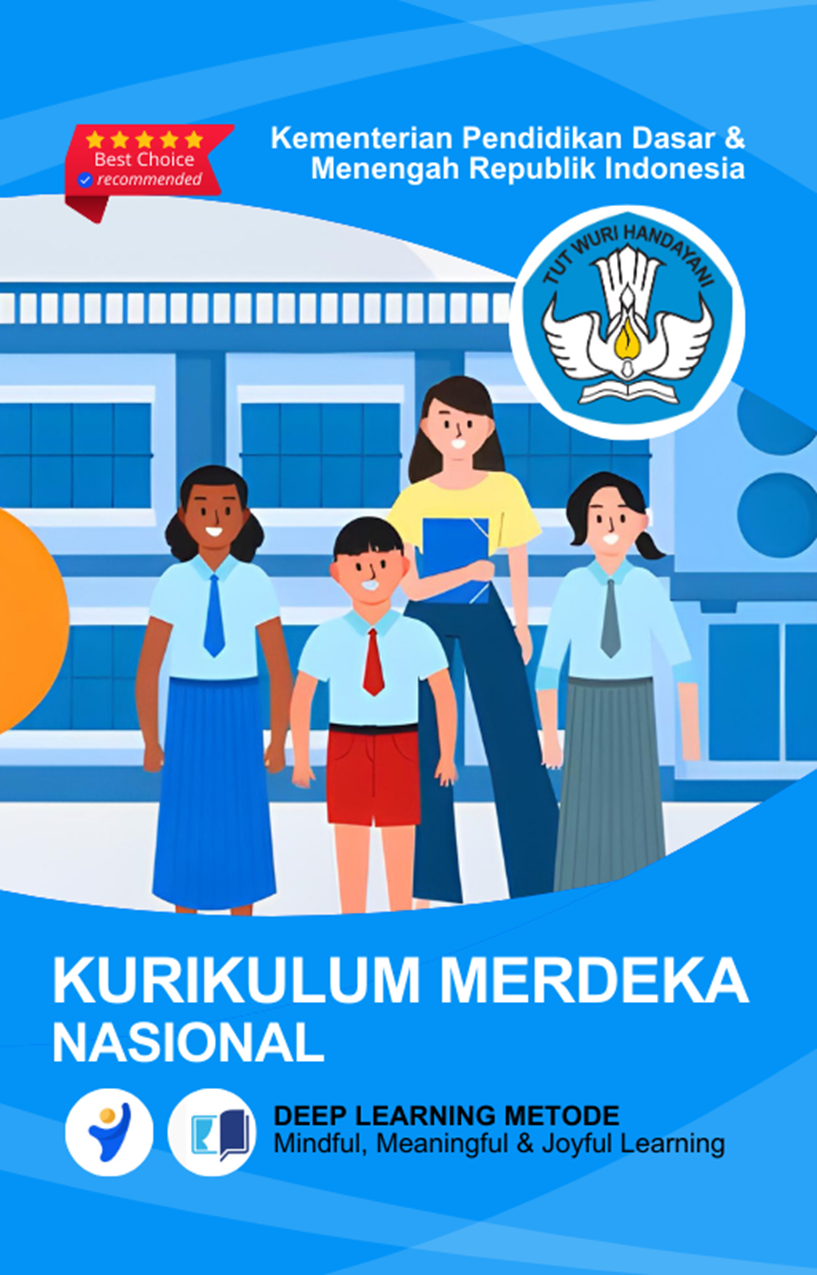 Best Choice
recommended
Kementerian Pendidikan Dasar &
Menengah Republik Indonesia
TUT WURI HANDAYANI
KURIKULUM MERDEKA
NASIONAL
DEEP LEARNING METODE
Mindful, Meaningful & Joyful Learning